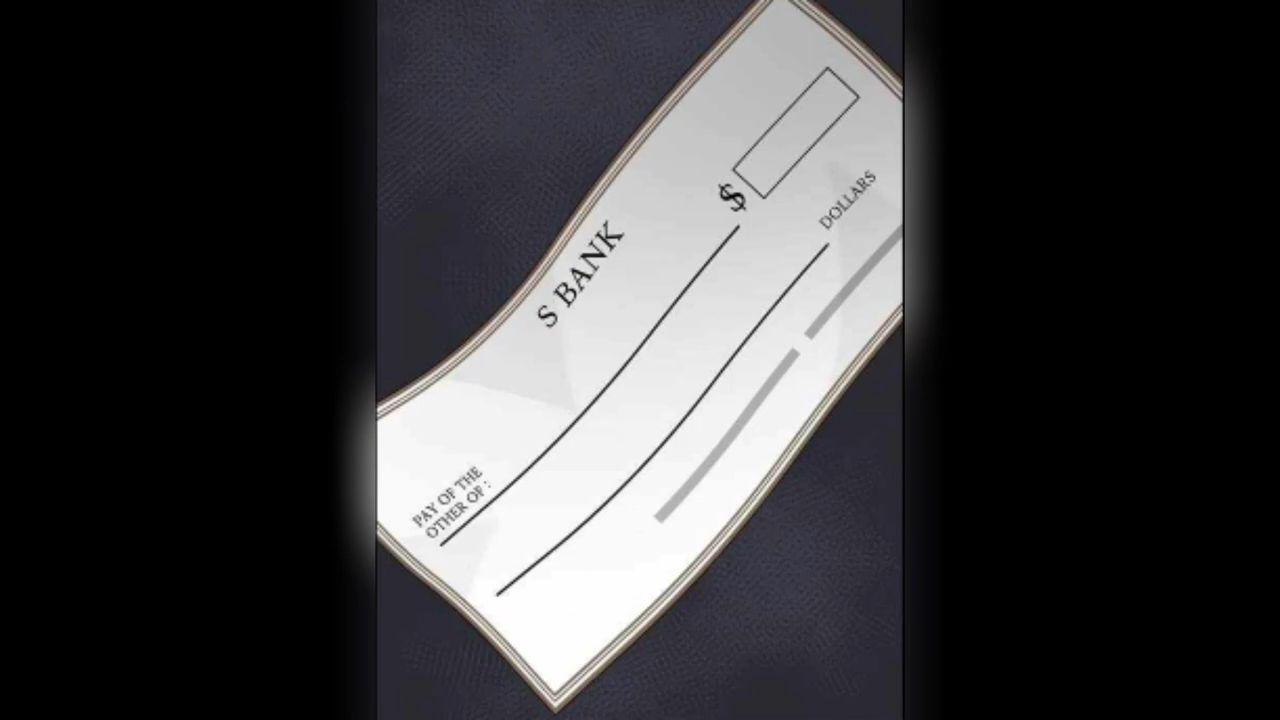 S BANK
$
PAY OF THE
OTHER OF :
DOLLARS